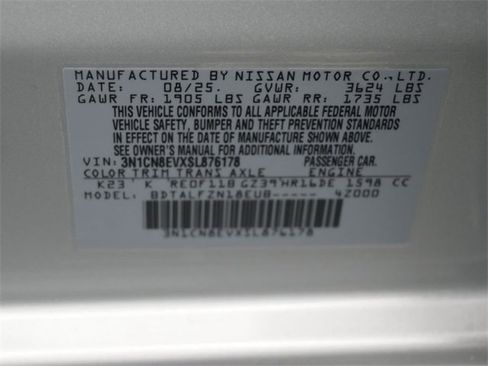 MANUFACTURED BY NISSAN MOTOR CO.,LTD.
DATE: 08/25. GVWR: 3624 LBS
GAWR FR: 1905 LBS GAWR RR: 1735 LBS
THIS VEHICLE CONFORMS TO ALL APPLICABLE FEDERAL MOTOR
VEHICLE SAFETY, BUMPER AND THEFT PREVENTION STANDARDS
IN EFFECT ON THE DATE OF MANUFACTURE SHOWN ABOVE.
SEE OWNER'S MANUAL FOR ADDITIONAL INFORMATION
VIN: 3N1CN8EVXSL876178 PASSENGER CAR.
COLOR TRIM TRANS AXLE ENGINE
K23 K RE0F11B GZ39 HR16DE 1598 CC
MODEL: BDTALFZN18EUB----- 4Z000
3N1CN8EVXSL876178